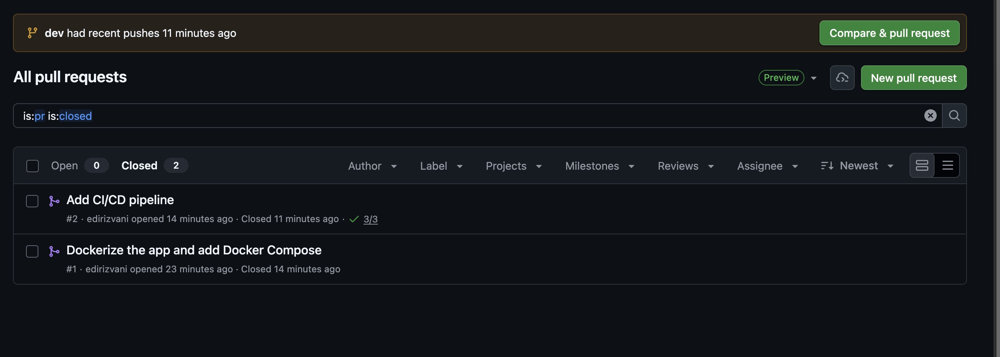 dev had recent pushes 11 minutes ago
Compare & pull request
All pull requests
Preview
New pull request
is:pr is:closed
Open 0 Closed 2 Author Label Projects Milestones Reviews Assignee Newest
Add CI/CD pipeline
#2 · edirizvani opened 14 minutes ago · Closed 11 minutes ago · 3/3
Dockerize the app and add Docker Compose
#1 · edirizvani opened 23 minutes ago · Closed 14 minutes ago